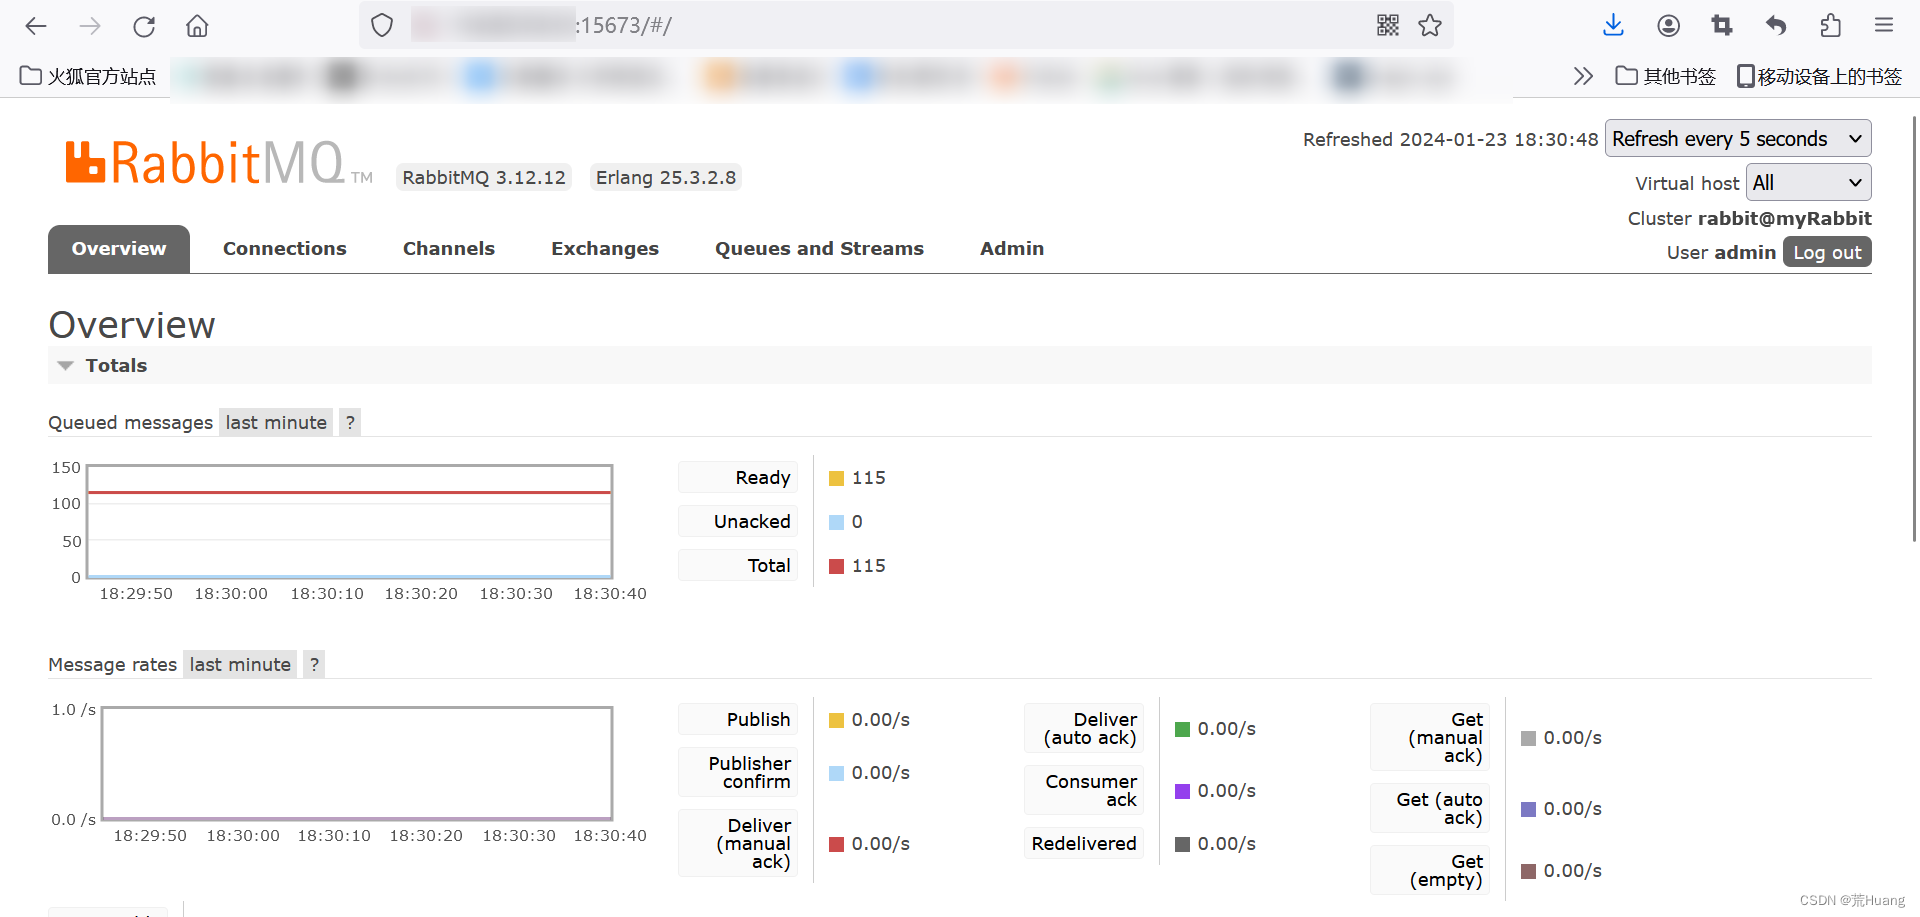 :15673/#/
火狐官方站点
其他书签
移动设备上的书签
RabbitMQ TM
RabbitMQ 3.12.12
Erlang 25.3.2.8
Refreshed 2024-01-23 18:30:48
Refresh every 5 seconds
Virtual host
All
Cluster rabbit@myRabbit
User admin
Log out
Overview
Connections
Channels
Exchanges
Queues and Streams
Admin
Overview
Totals
Queued messages last minute ?
150
100
50
0
18:29:50 18:30:00 18:30:10 18:30:20 18:30:30 18:30:40
Ready 115
Unacked 0
Total 115
Message rates last minute ?
1.0 /s
0.0 /s
18:29:50 18:30:00 18:30:10 18:30:20 18:30:30 18:30:40
Publish 0.00/s
Publisher
confirm 0.00/s
Deliver
(manual
ack) 0.00/s
Deliver
(auto ack) 0.00/s
Consumer
ack 0.00/s
Redelivered 0.00/s
Get
(manual
ack) 0.00/s
Get (auto
ack) 0.00/s
Get
(empty) 0.00/s
CSDN @荒Huang